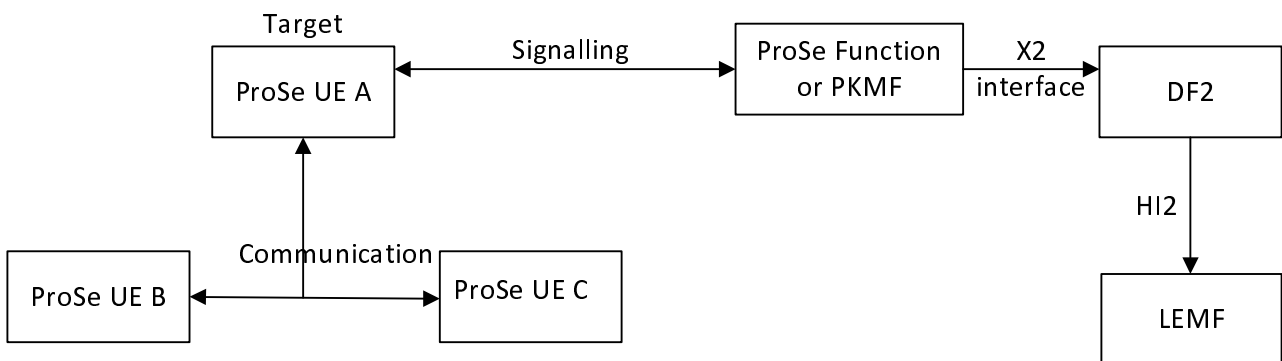 Target
ProSe UE A
Signalling
ProSe Function
or PKMF
X2
interface
DF2
HI2
Communication
ProSe UE B
ProSe UE C
LEMF